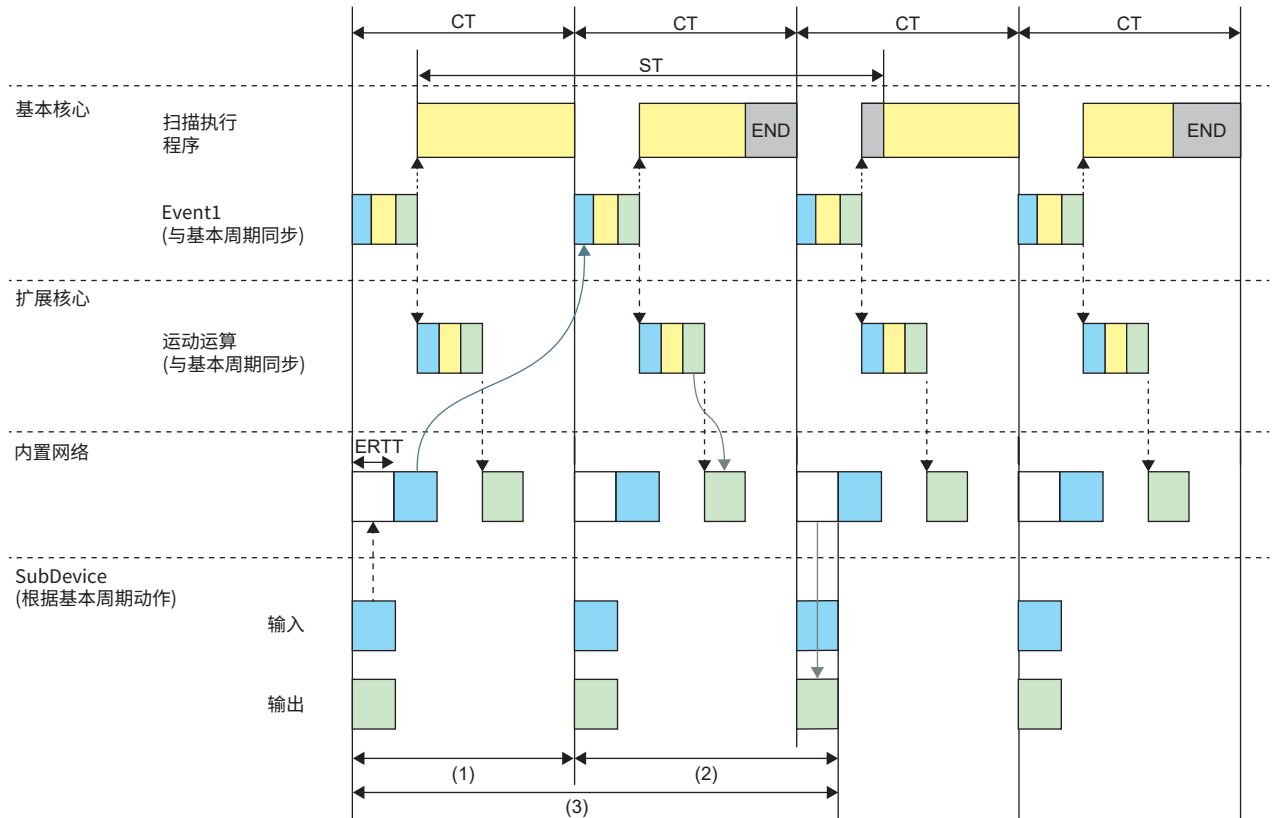 CT
CT
CT
CT
ST
基本核心
扫描执行
程序
END
END
Event1
(与基本周期同步)
扩展核心
运动运算
(与基本周期同步)
内置网络
ERTT
SubDevice
(根据基本周期动作)
输入
输出
(1)
(2)
(3)